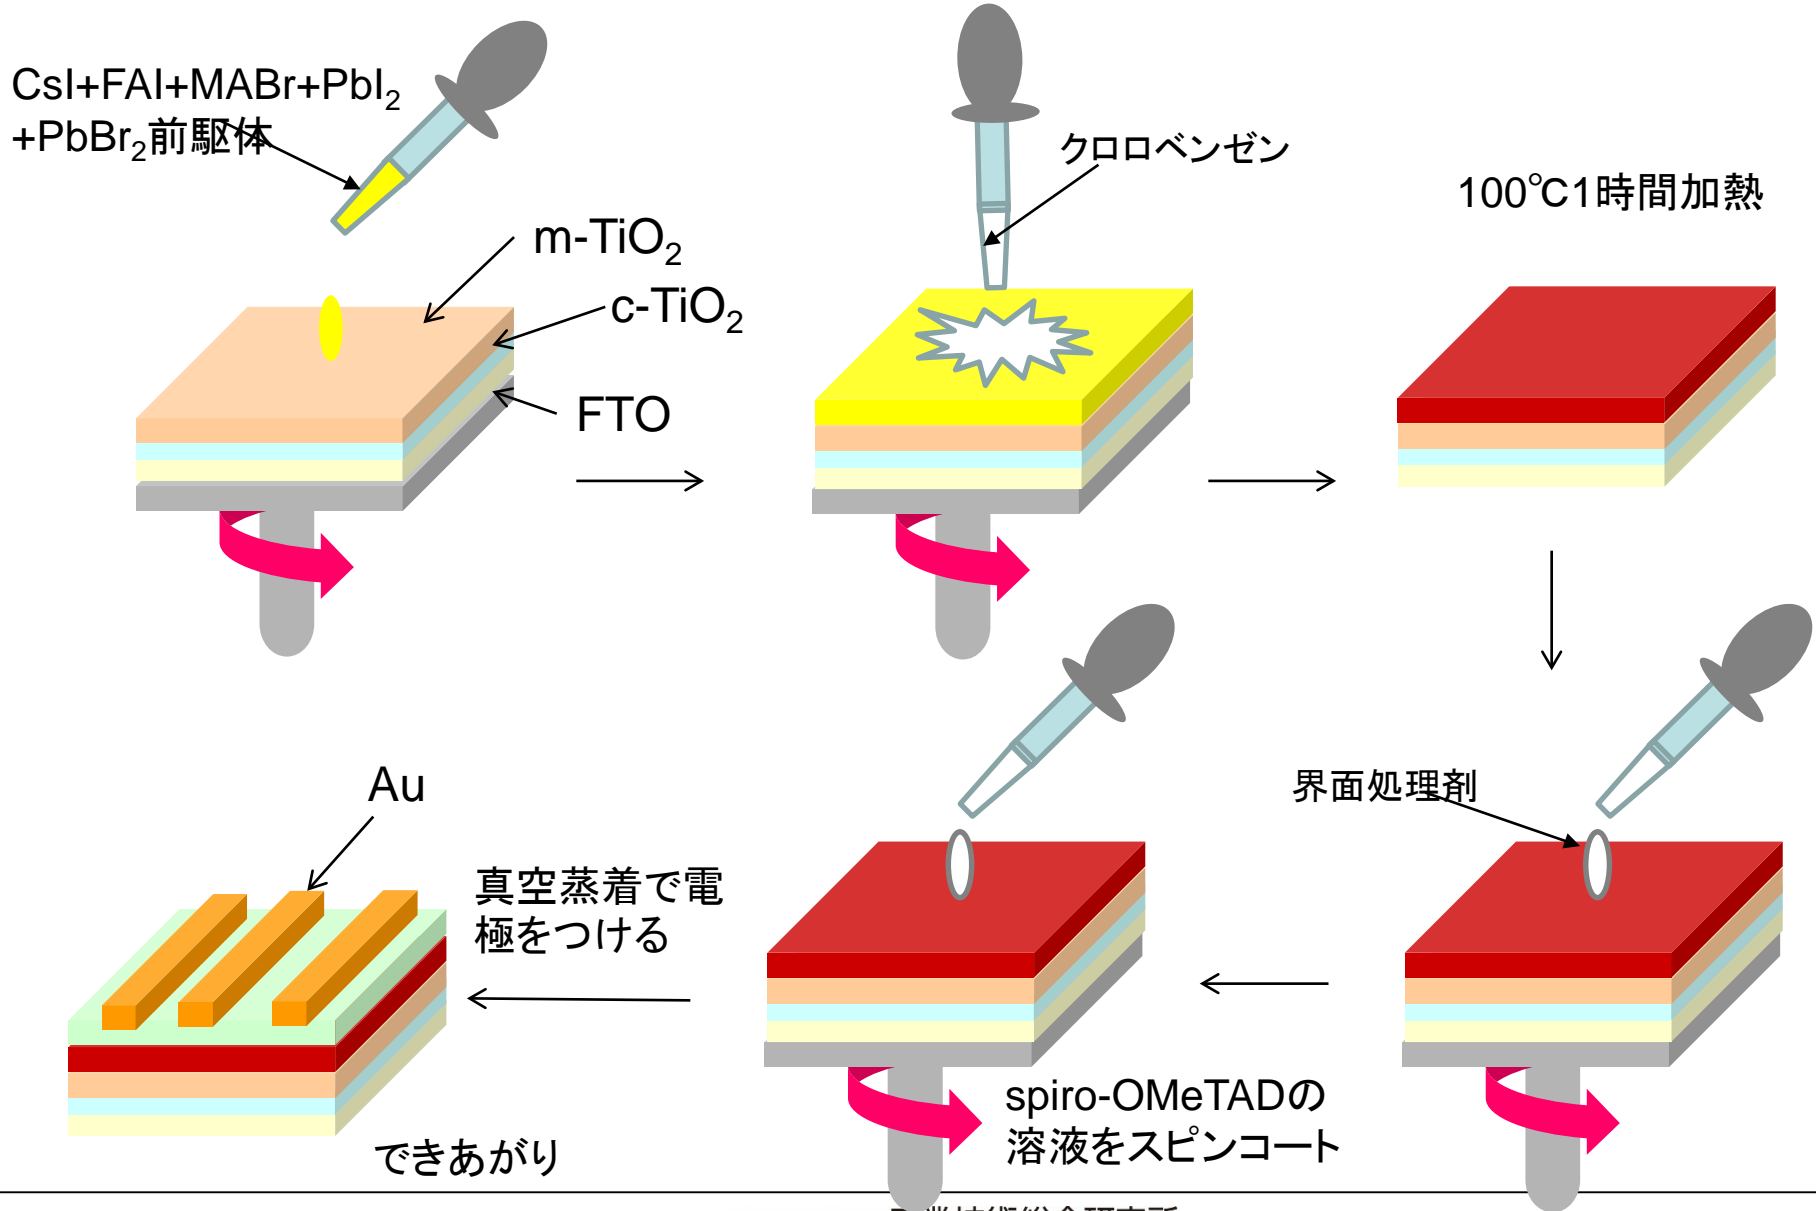 CsI+FAI+MABr+PbI₂
+PbBr₂前駆体
クロロベンゼン
100℃1時間加熱
m-TiO₂
c-TiO₂
FTO
Au
真空蒸着で電
極をつける
界面処理剤
spiro-OMeTADの
溶液をスピンコート
できあがり